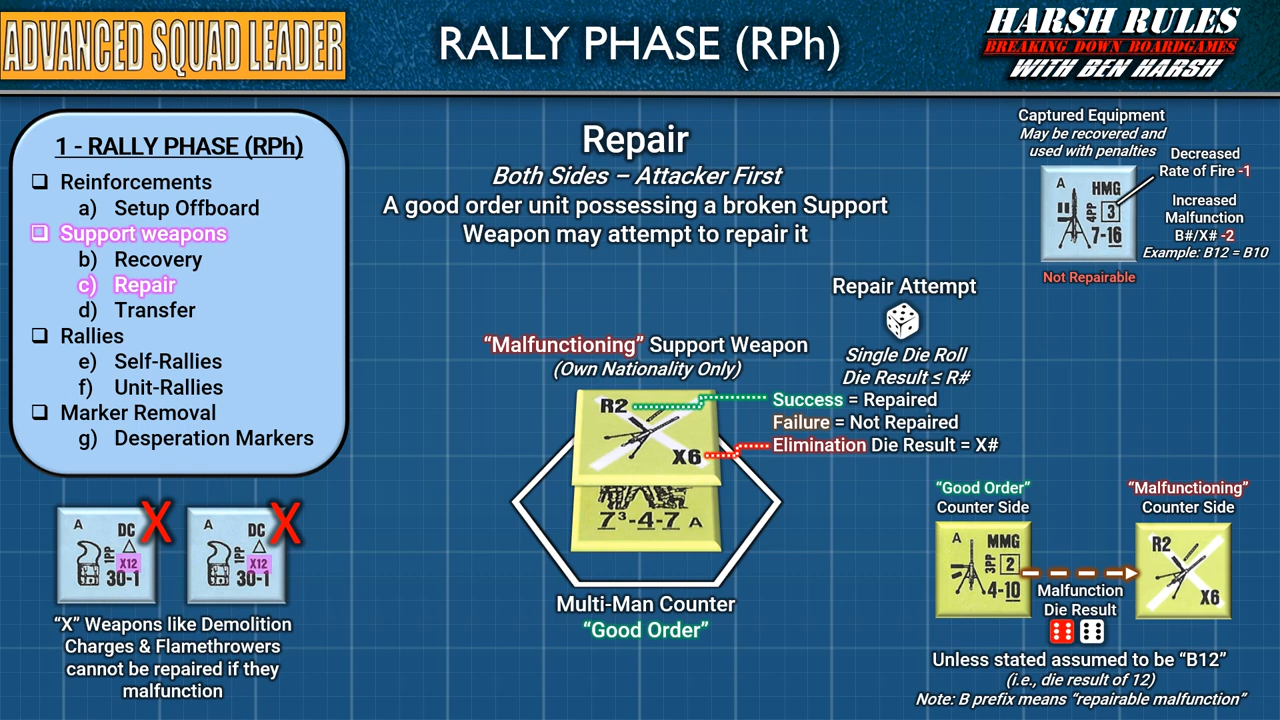 ADVANCED SQUAD LEADER
RALLY PHASE (RPh)
HARSH RULES
BREAKING DOWN BOARDGAMES
WITH BEN HARSH
1 - RALLY PHASE (RPh)
Reinforcements
a) Setup Offboard
Support weapons
b) Recovery
c) Repair
d) Transfer
Rallies
e) Self-Rallies
f) Unit-Rallies
Marker Removal
g) Desperation Markers
Repair
Both Sides – Attacker First
A good order unit possessing a broken Support
Weapon may attempt to repair it
Captured Equipment
May be recovered and
used with penalties
Decreased
Rate of Fire -1
Increased
Malfunction
B#/X# -2
Example: B12 = B10
A
HMG
4PP
3
7-16
Not Repairable
Repair Attempt
Single Die Roll
Die Result ≤ R#
Success = Repaired
Failure = Not Repaired
Elimination Die Result = X#
"Malfunctioning" Support Weapon
(Own Nationality Only)
R2
X6
7³-4-7 A
Multi-Man Counter
"Good Order"
A
DC
X
1PP
X12
30-1
A
DC
X
1PP
X12
30-1
"X" Weapons like Demolition
Charges & Flamethrowers
cannot be repaired if they
malfunction
"Good Order"
Counter Side
A
MMG
3PP
2
4-10
"Malfunctioning"
Counter Side
R2
X6
Malfunction
Die Result
Unless stated assumed to be "B12"
(i.e., die result of 12)
Note: B prefix means "repairable malfunction"